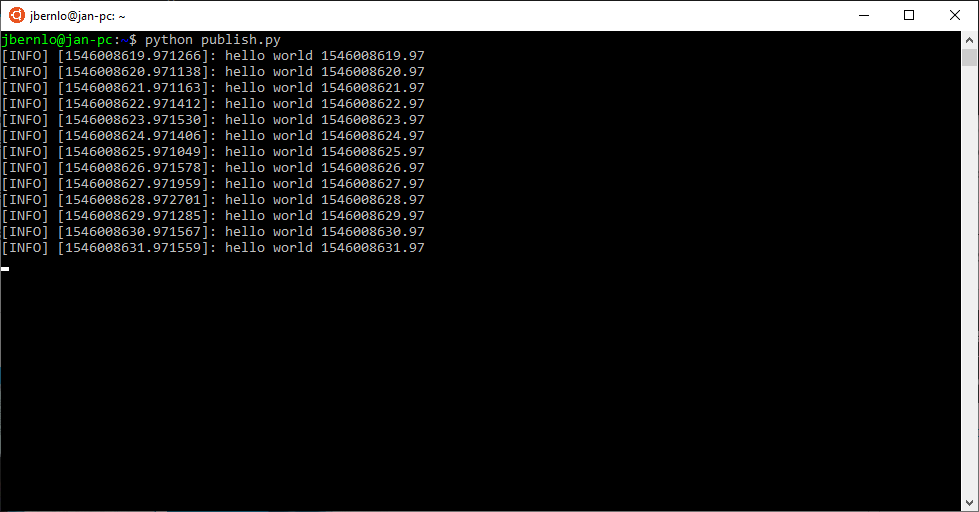 jbernlo@jan-pc: ~
jbernlo@jan-pc:~$ python publish.py
[INFO] [1546008619.971266]: hello world 1546008619.97
[INFO] [1546008620.971138]: hello world 1546008620.97
[INFO] [1546008621.971163]: hello world 1546008621.97
[INFO] [1546008622.971412]: hello world 1546008622.97
[INFO] [1546008623.971530]: hello world 1546008623.97
[INFO] [1546008624.971406]: hello world 1546008624.97
[INFO] [1546008625.971049]: hello world 1546008625.97
[INFO] [1546008626.971578]: hello world 1546008626.97
[INFO] [1546008627.971959]: hello world 1546008627.97
[INFO] [1546008628.972701]: hello world 1546008628.97
[INFO] [1546008629.971285]: hello world 1546008629.97
[INFO] [1546008630.971567]: hello world 1546008630.97
[INFO] [1546008631.971559]: hello world 1546008631.97